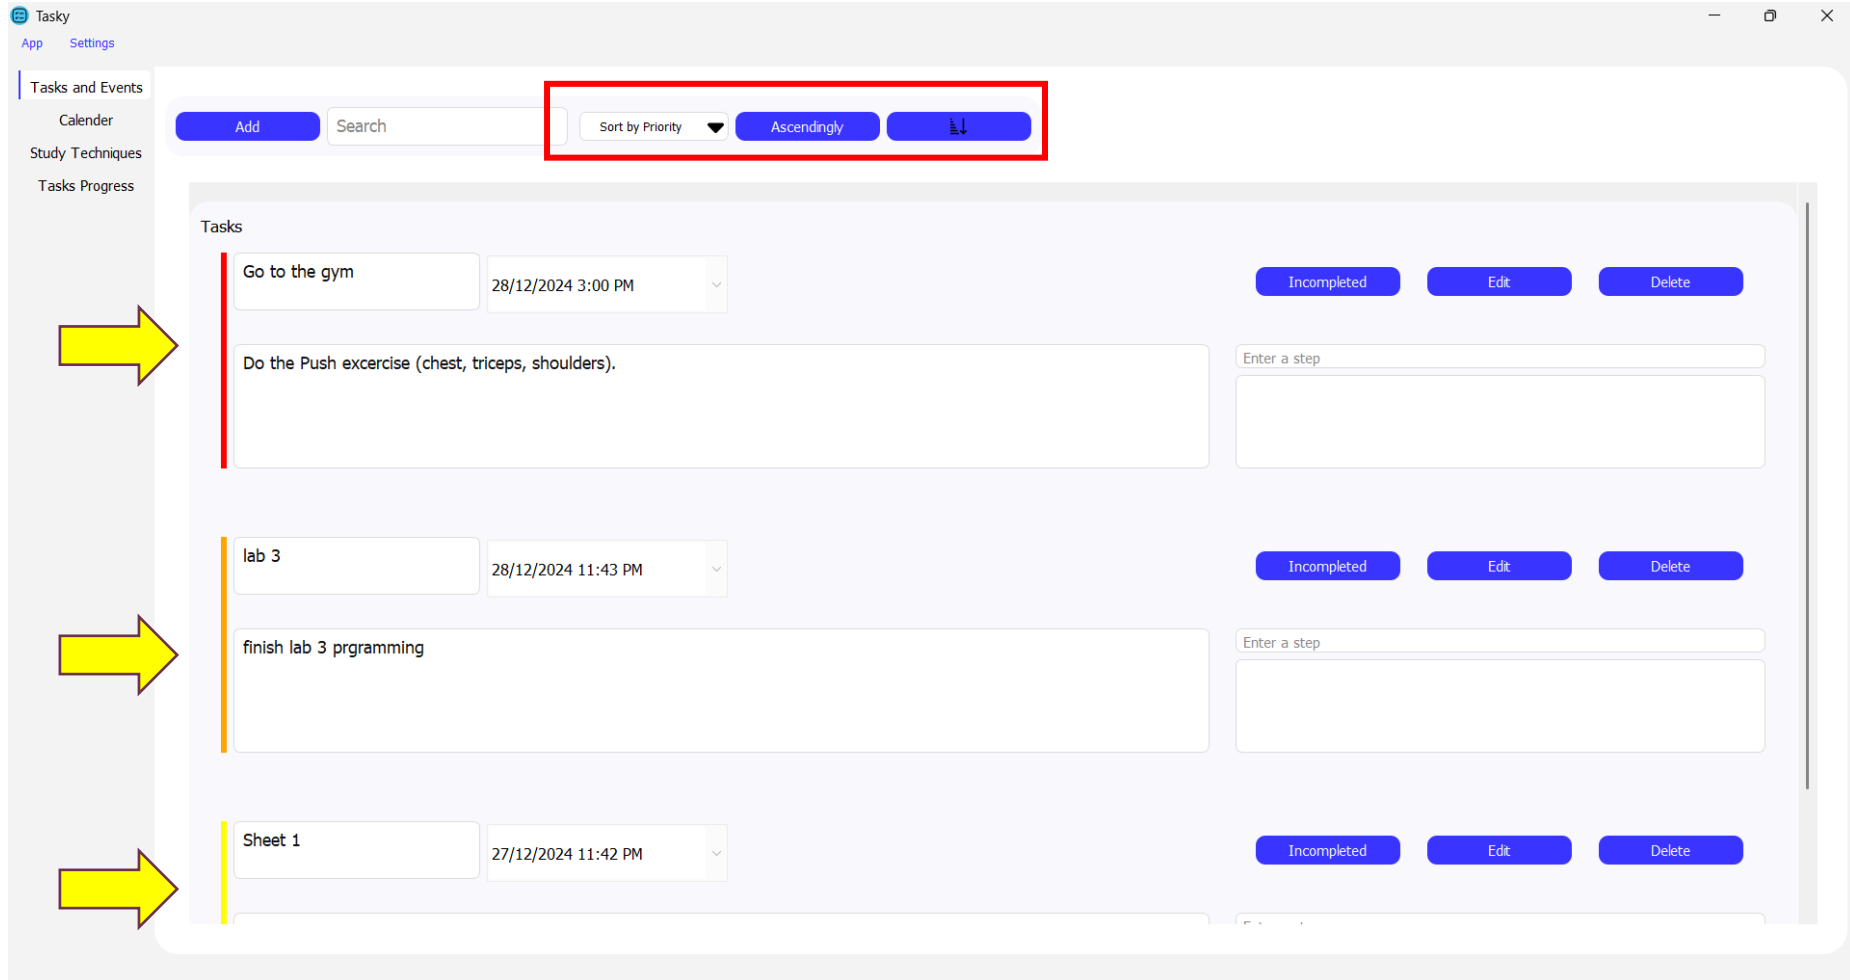 Tasky
App Settings
Tasks and Events
Calender
Study Techniques
Tasks Progress
Add Search Sort by Priority Ascendingly
Tasks
Go to the gym 28/12/2024 3:00 PM Incompleted Edit Delete
Do the Push excercise (chest, triceps, shoulders). Enter a step
lab 3 28/12/2024 11:43 PM Incompleted Edit Delete
finish lab 3 prgramming Enter a step
Sheet 1 27/12/2024 11:42 PM Incompleted Edit Delete